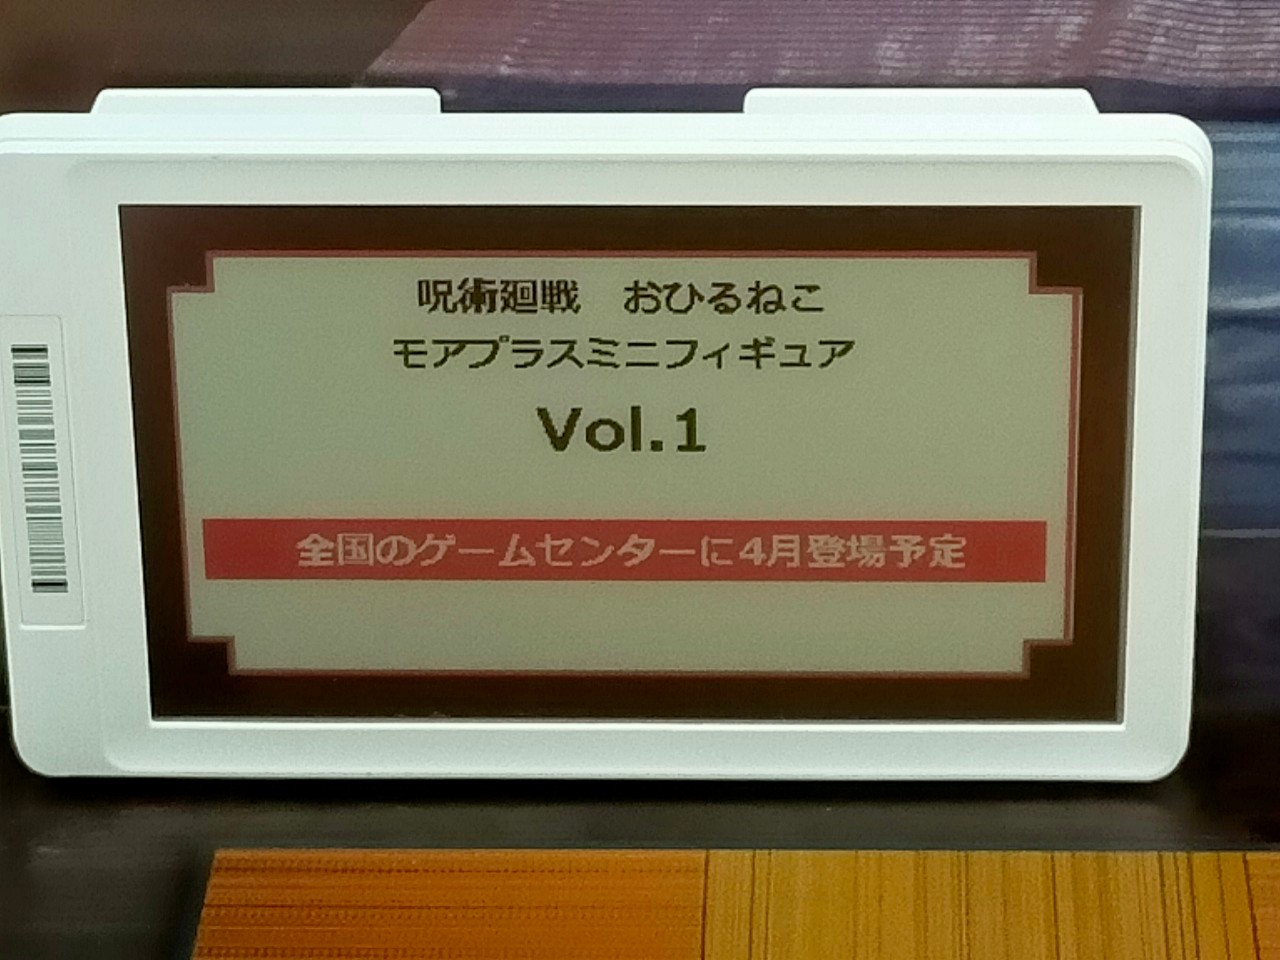 呪術廻戦　おひるねこ
モアプラスミニフィギュア
Vol.1
全国のゲームセンターに4月登場予定